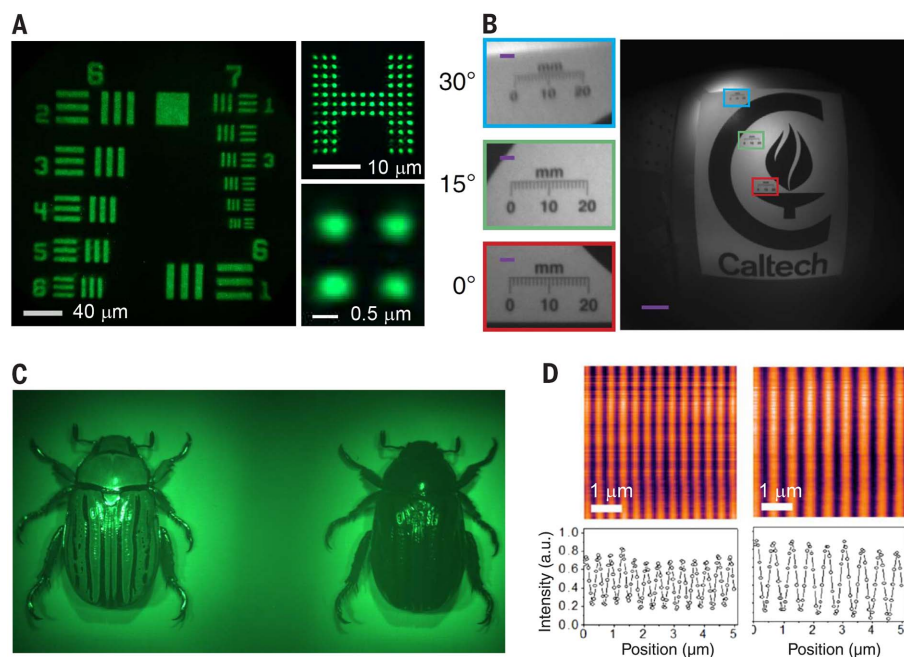 A
6
7
2
1
3
3
4
5
6
6
1
40 μm
10 μm
0.5 μm
B
30°
0 10 20
mm
15°
mm
0 10 20
0°
mm
0 10 20
Caltech
C
D
1 μm
1 μm
Intensity (a.u.)
1.0
0.8
0.6
0.4
0.2
0.0
0 1 2 3 4 5
Position (μm)
0 1 2 3 4 5
Position (μm)